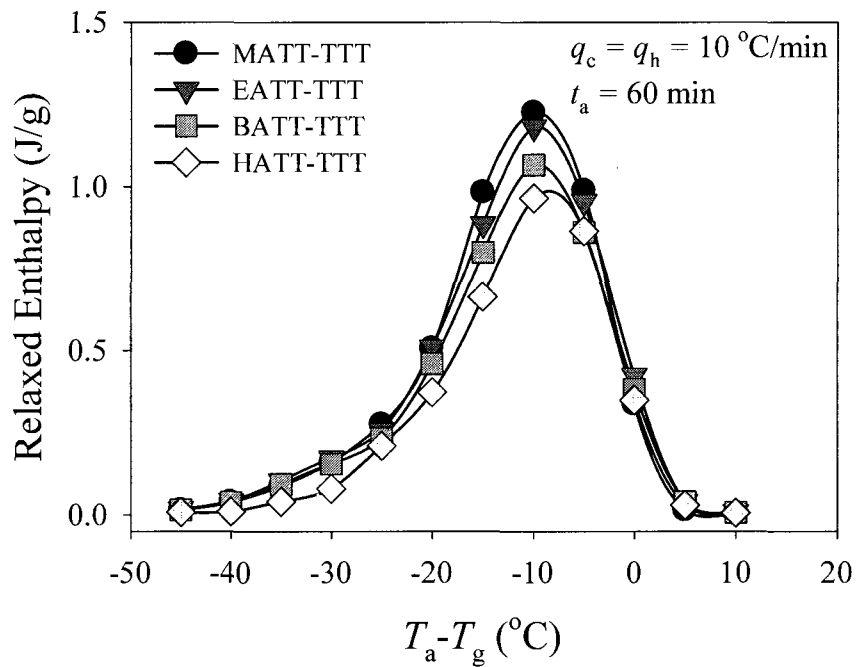 1.5
1.0
0.5
0.0
Relaxed Enthalpy (J/g)
MATT-TTT
EATT-TTT
BATT-TTT
HATT-TTT
q_c = q_h = 10 °C/min
t_a = 60 min
-50 -40 -30 -20 -10 0 10 20
T_a-T_g (°C)